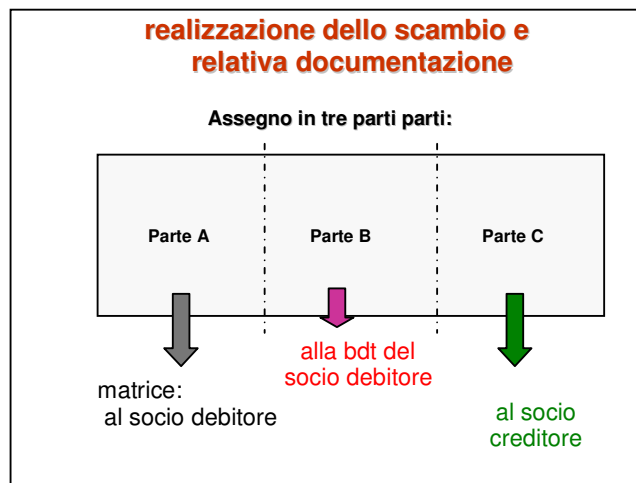 realizzazione dello scambio e
relativa documentazione
Assegno in tre parti parti:
Parte A
Parte B
Parte C
matrice:
al socio debitore
alla bdt del
socio debitore
al socio
creditore